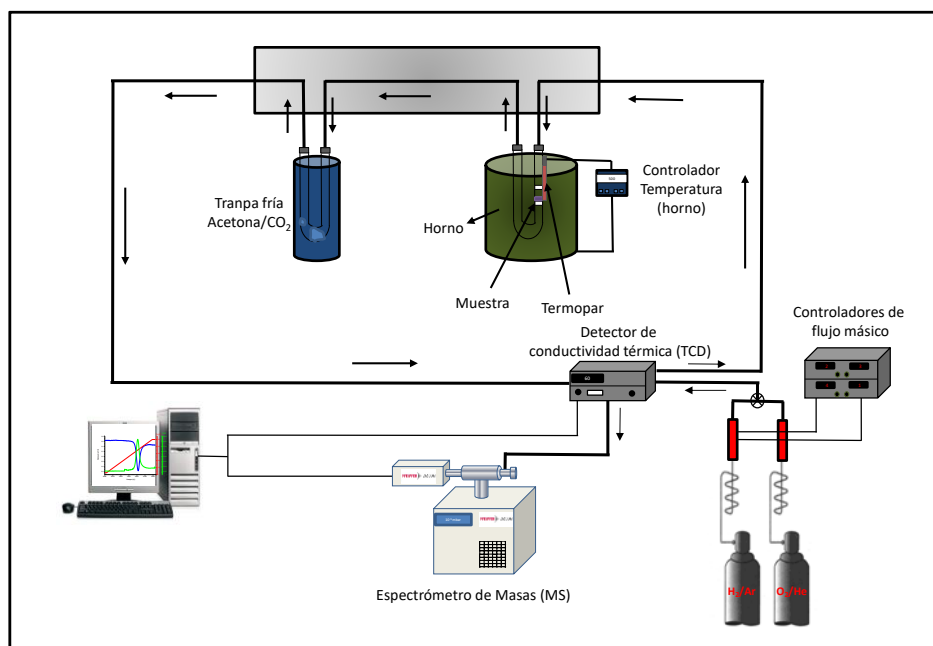 Tranpa fría
Acetona/CO₂
Horno
Controlador
Temperatura
(horno)
Muestra
Termopar
Detector de
conductividad térmica (TCD)
Controladores de
flujo másico
Espectrómetro de Masas (MS)
H₂/Ar
O₂/He